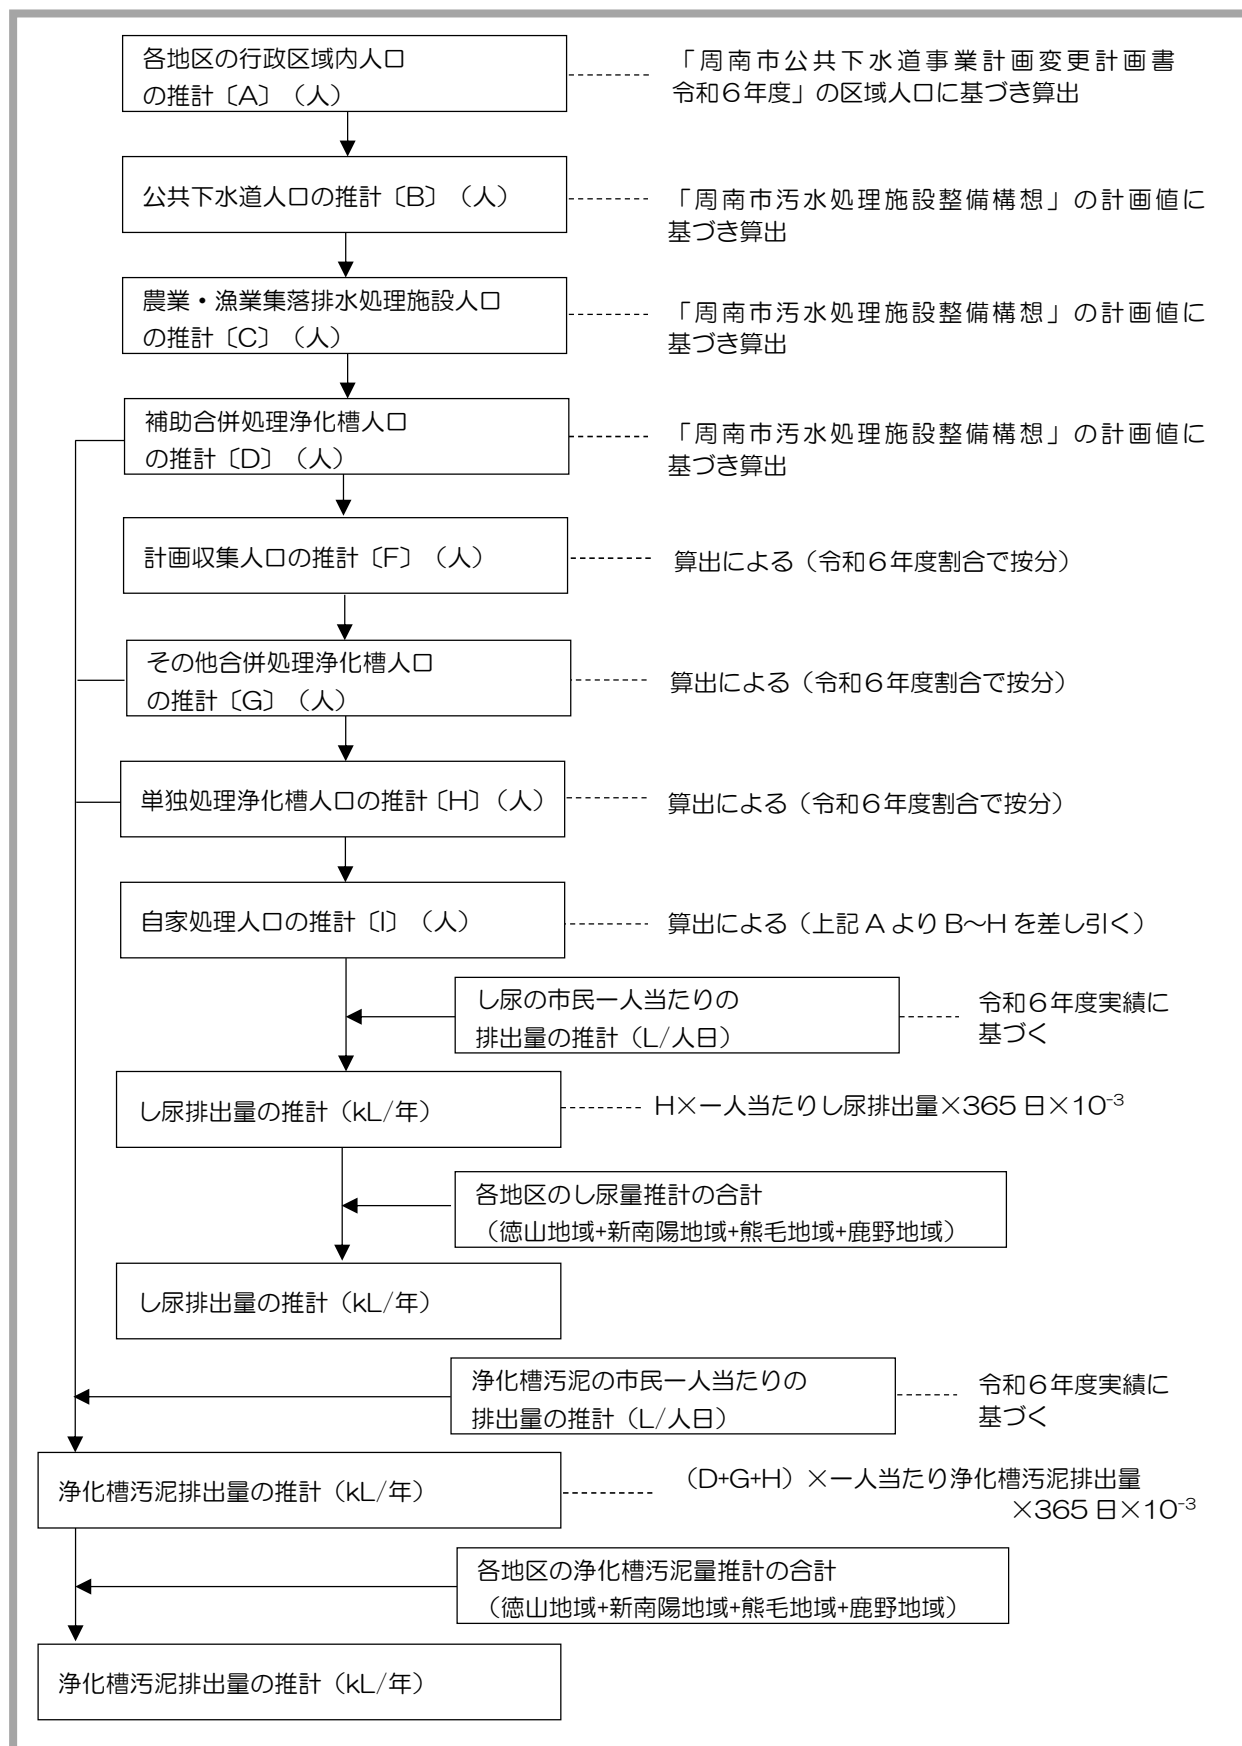 各地区の行政区域内人口
の推計〔A〕（人）
「周南市公共下水道事業計画変更計画書
令和６年度」の区域人口に基づき算出
公共下水道人口の推計〔B〕（人）
「周南市汚水処理施設整備構想」の計画値に
基づき算出
農業・漁業集落排水処理施設人口
の推計〔C〕（人）
「周南市汚水処理施設整備構想」の計画値に
基づき算出
補助合併処理浄化槽人口
の推計〔D〕（人）
「周南市汚水処理施設整備構想」の計画値に
基づき算出
計画収集人口の推計〔F〕（人）
算出による（令和６年度割合で按分）
その他合併処理浄化槽人口
の推計〔G〕（人）
算出による（令和６年度割合で按分）
単独処理浄化槽人口の推計〔H〕（人）
算出による（令和６年度割合で按分）
自家処理人口の推計〔I〕（人）
算出による（上記 A より B～H を差し引く）
し尿の市民一人当たりの
排出量の推計（L/人日）
令和６年度実績に
基づく
し尿排出量の推計（kL/年）
H×一人当たりし尿排出量×365 日×10⁻³
各地区のし尿量推計の合計
（徳山地域+新南陽地域+熊毛地域+鹿野地域）
し尿排出量の推計（kL/年）
浄化槽汚泥の市民一人当たりの
排出量の推計（L/人日）
令和６年度実績に
基づく
浄化槽汚泥排出量の推計（kL/年）
（D+G+H）×一人当たり浄化槽汚泥排出量
×365 日×10⁻³
各地区の浄化槽汚泥量推計の合計
（徳山地域+新南陽地域+熊毛地域+鹿野地域）
浄化槽汚泥排出量の推計（kL/年）